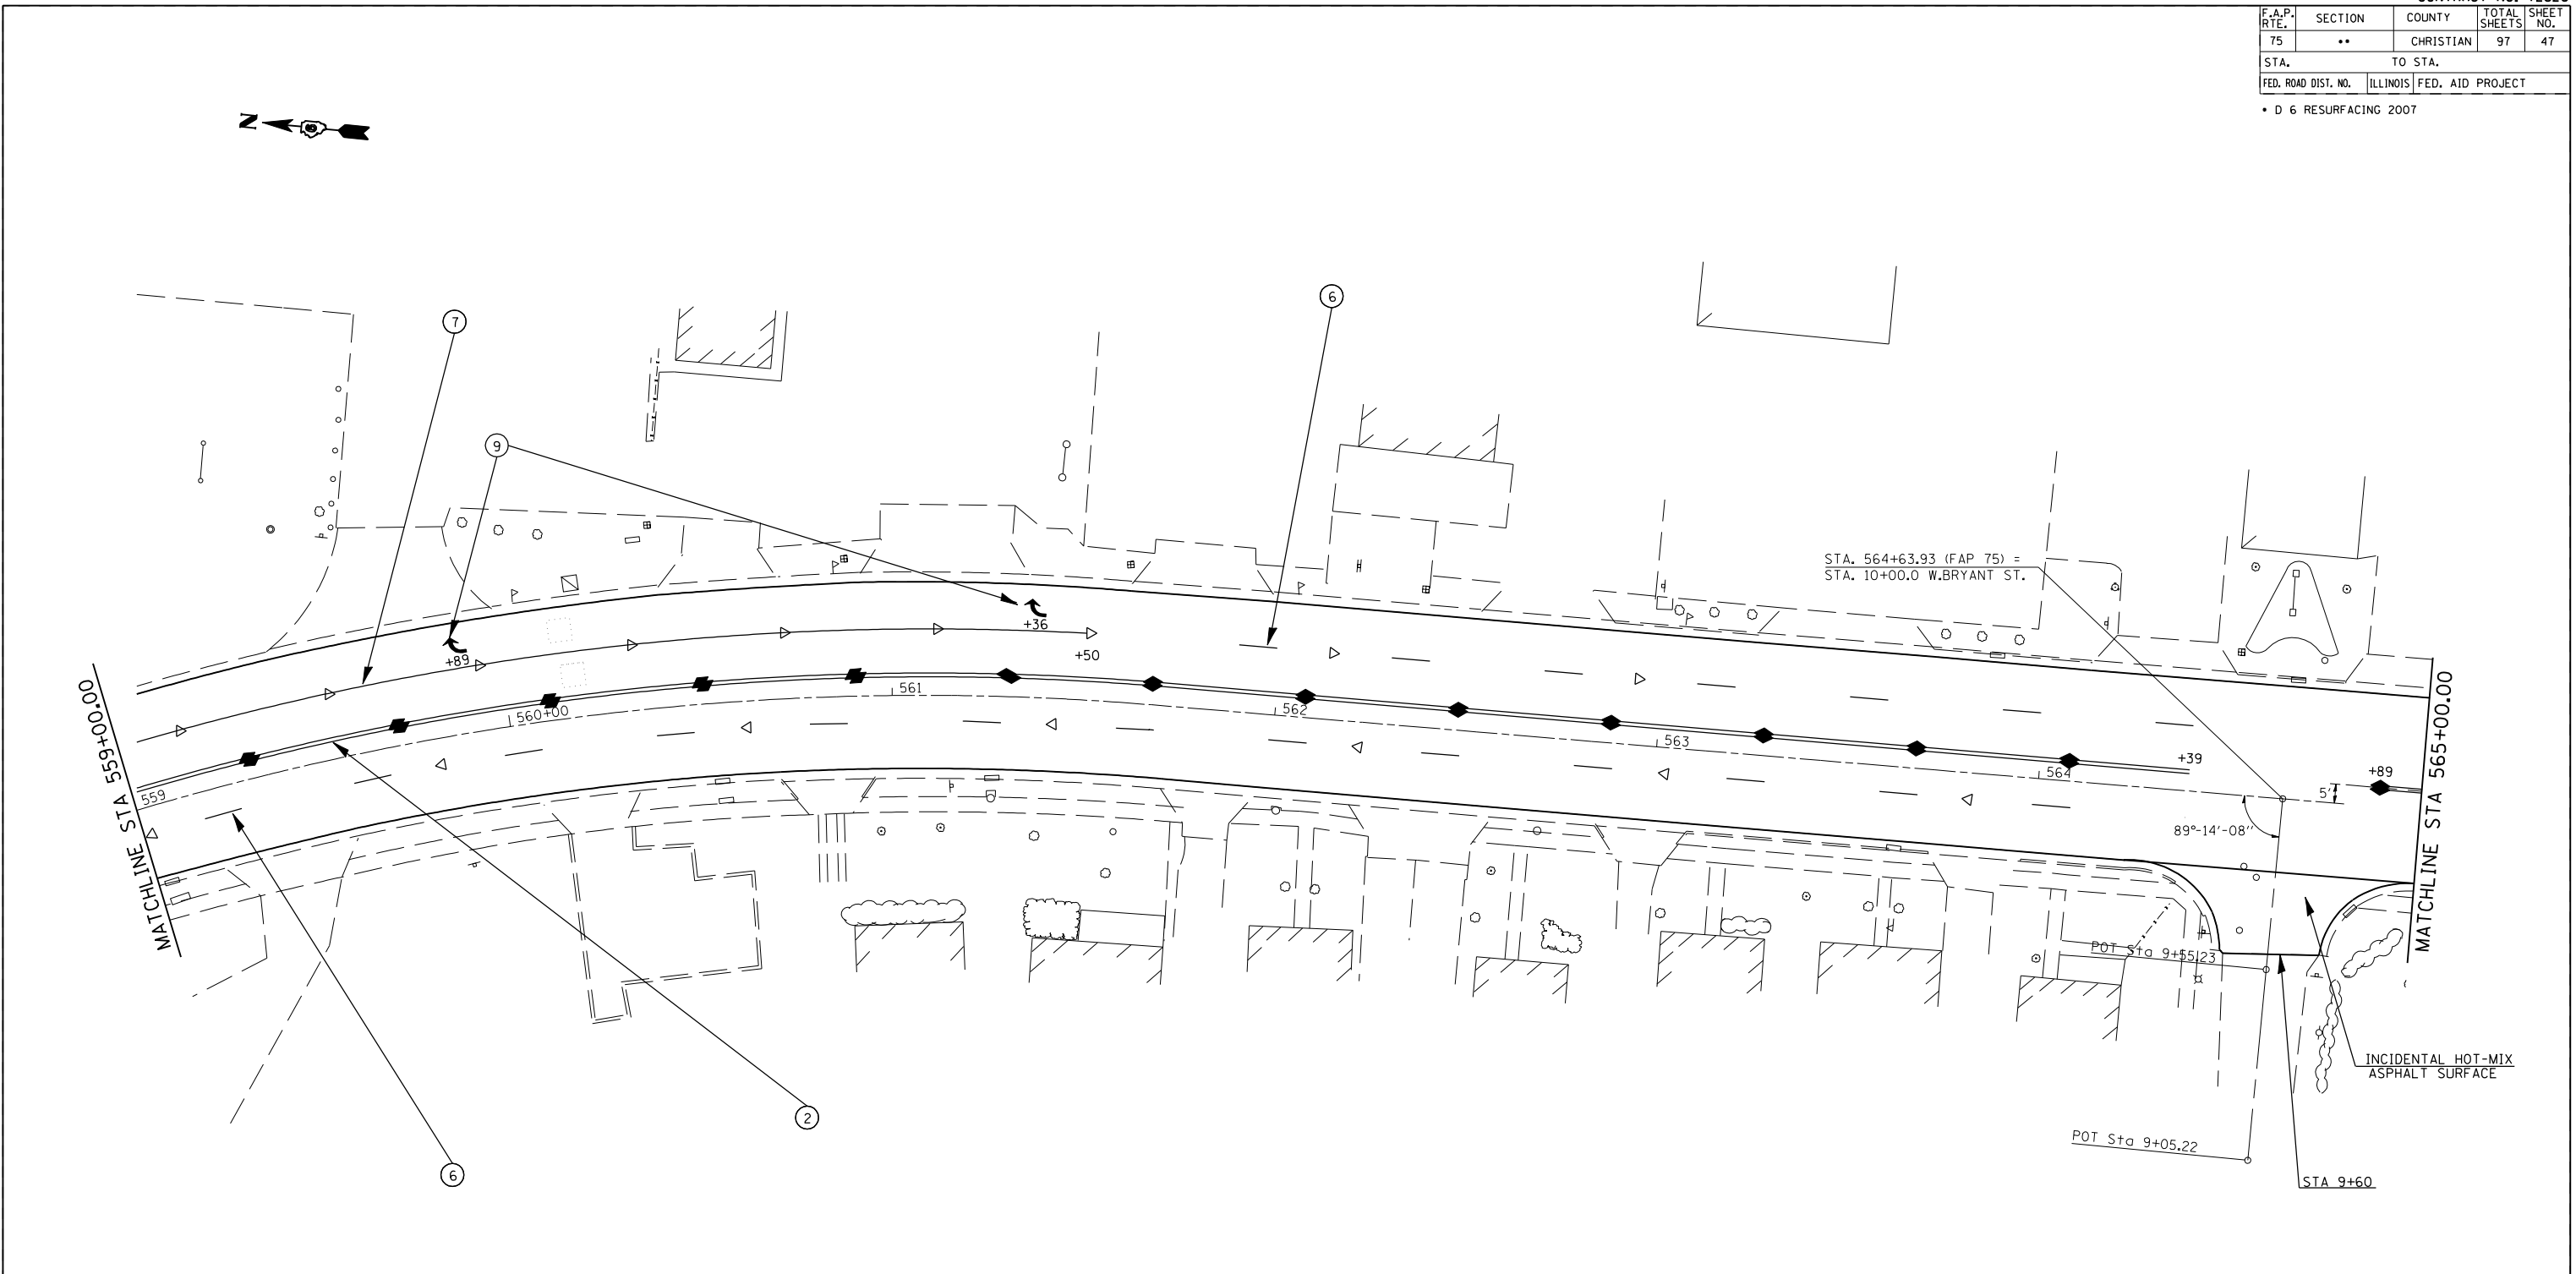 F.A.P. RTE. SECTION COUNTY TOTAL SHEETS SHEET NO.
75 •• CHRISTIAN 97 47
STA. TO STA.
FED. ROAD DIST. NO. ILLINOIS FED. AID PROJECT
• D 6 RESURFACING 2007
N
7
6
9
STA. 564+63.93 (FAP 75) =
STA. 10+00.0 W.BRYANT ST.
+89
+36
+50
MATCHLINE STA 559+00.00
559
560+00
561
562
563
564
+39
+89
5'
89°-14'-08''
MATCHLINE STA 565+00.00
POT Sta 9+55.23
INCIDENTAL HOT-MIX
ASPHALT SURFACE
2
6
POT Sta 9+05.22
STA 9+60